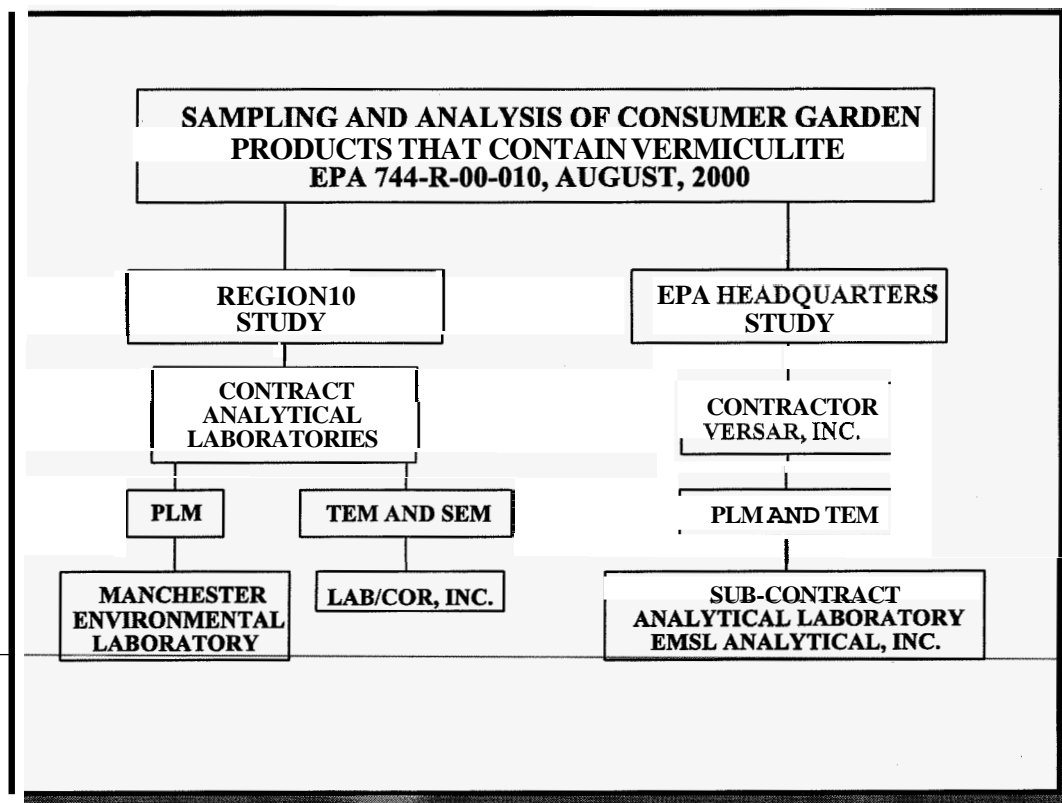 SAMPLING AND ANALYSIS OF CONSUMER GARDEN
PRODUCTS THAT CONTAIN VERMICULITE
EPA 744-R-00-010, AUGUST, 2000
REGION10
STUDY
EPA HEADQUARTERS
STUDY
CONTRACT
ANALYTICAL
LABORATORIES
CONTRACTOR
VERSAR, INC.
PLM
TEM AND SEM
PLM AND TEM
MANCHESTER
ENVIRONMENTAL
LABORATORY
LAB/COR, INC.
SUB-CONTRACT
ANALYTICAL LABORATORY
EMSL ANALYTICAL, INC.